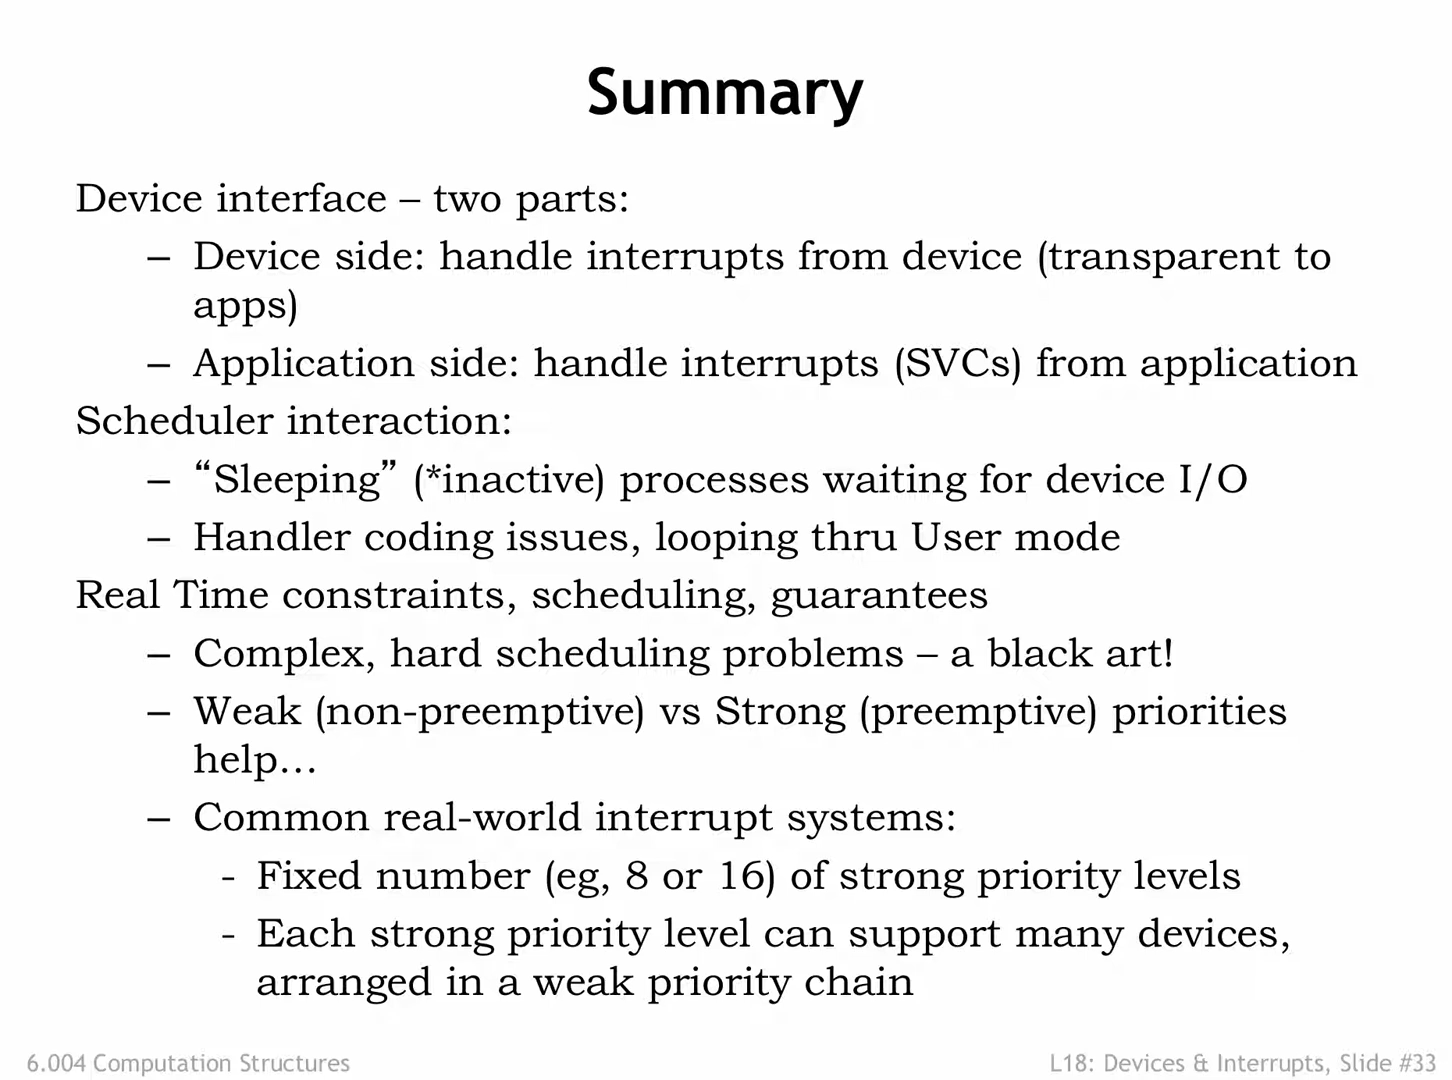 Summary
Device interface – two parts:
– Device side: handle interrupts from device (transparent to
apps)
– Application side: handle interrupts (SVCs) from application
Scheduler interaction:
– “Sleeping” (*inactive) processes waiting for device I/O
– Handler coding issues, looping thru User mode
Real Time constraints, scheduling, guarantees
– Complex, hard scheduling problems – a black art!
– Weak (non-preemptive) vs Strong (preemptive) priorities
help…
– Common real-world interrupt systems:
- Fixed number (eg, 8 or 16) of strong priority levels
- Each strong priority level can support many devices,
arranged in a weak priority chain
6.004 Computation Structures
L18: Devices & Interrupts, Slide #33